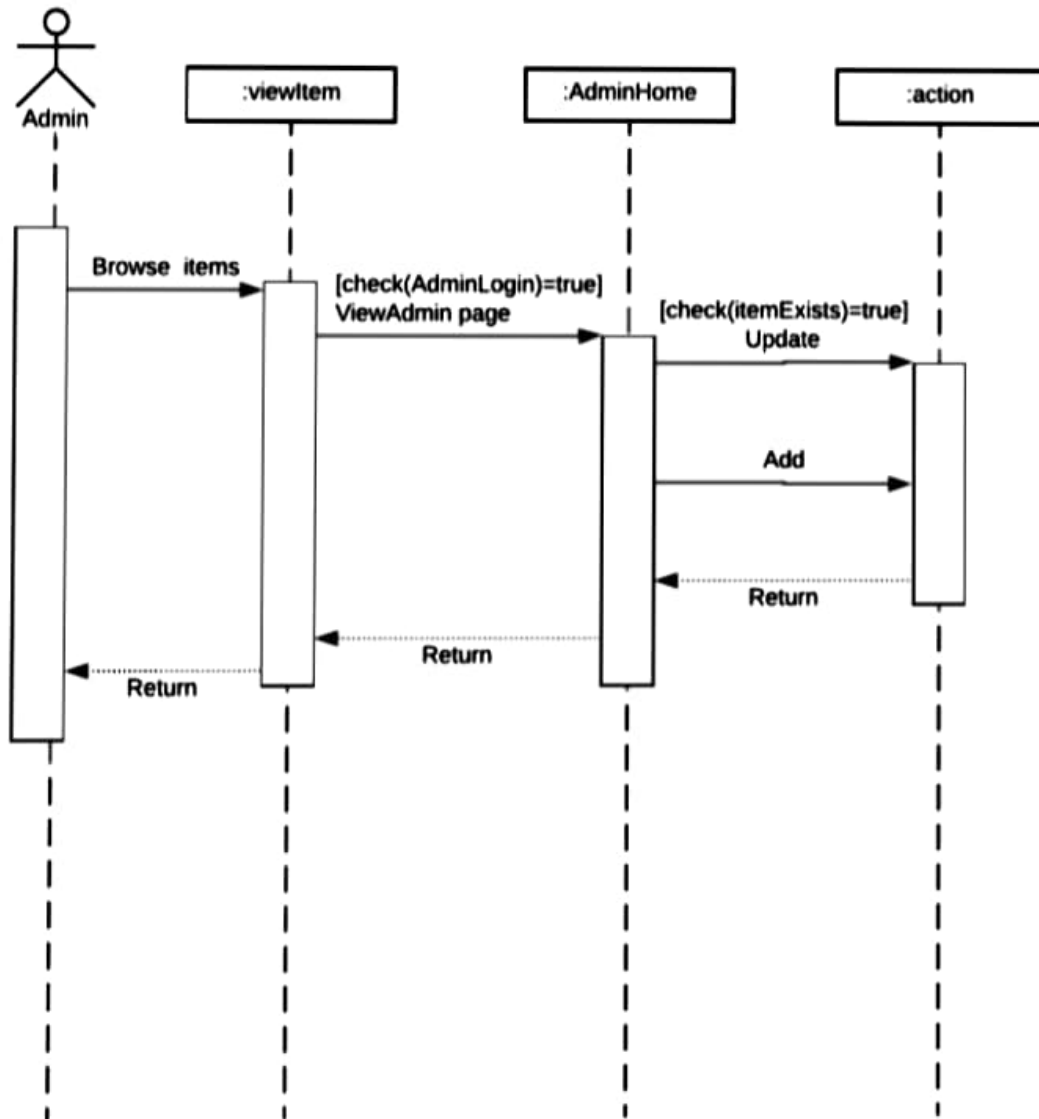 Admin
:viewItem
:AdminHome
:action
Browse items
[check(AdminLogin)=true]
ViewAdmin page
[check(itemExists)=true]
Update
Add
Return
Return
Return